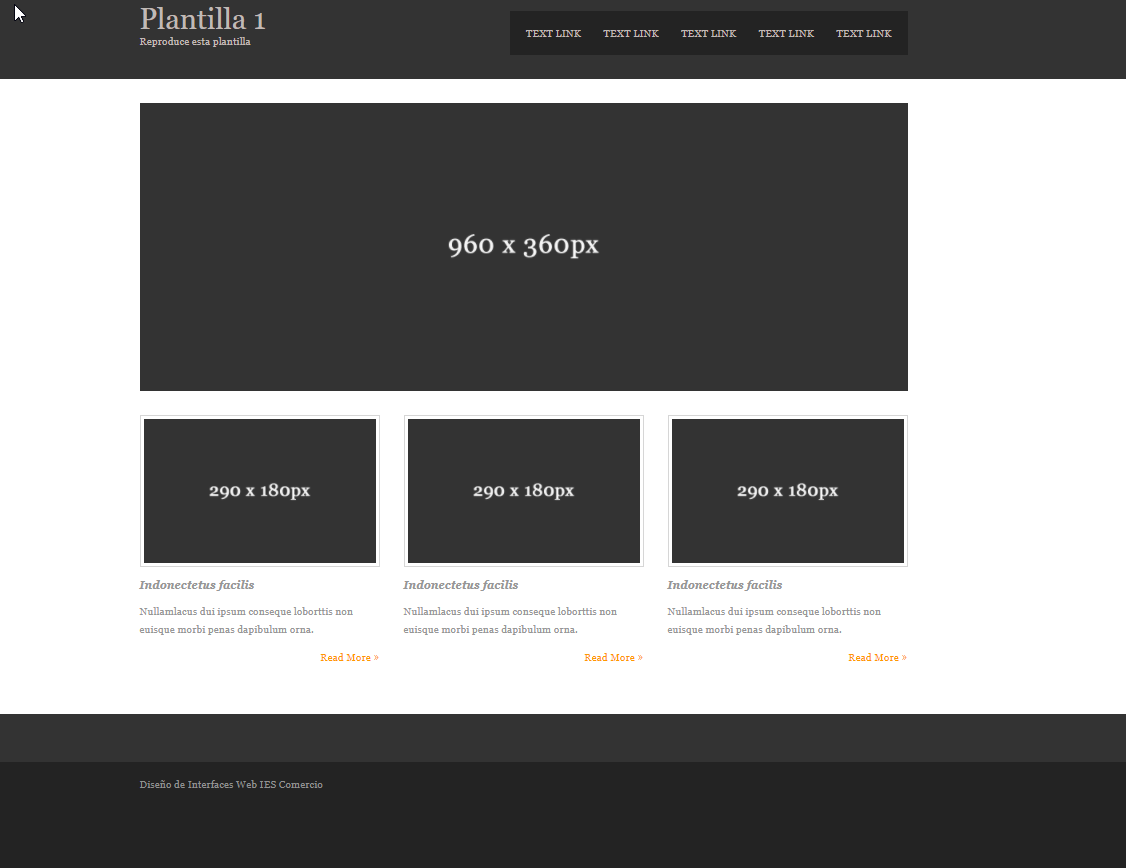 Plantilla 1
Reproduce esta plantilla
TEXT LINK TEXT LINK TEXT LINK TEXT LINK TEXT LINK
960 x 360px
290 x 180px
290 x 180px
290 x 180px
Indonectetus facilis
Nullamlacus dui ipsum conseque loborttis non
euisque morbi penas dapibulum orna.
Read More »
Indonectetus facilis
Nullamlacus dui ipsum conseque loborttis non
euisque morbi penas dapibulum orna.
Read More »
Indonectetus facilis
Nullamlacus dui ipsum conseque loborttis non
euisque morbi penas dapibulum orna.
Read More »
Diseño de Interfaces Web IES Comercio